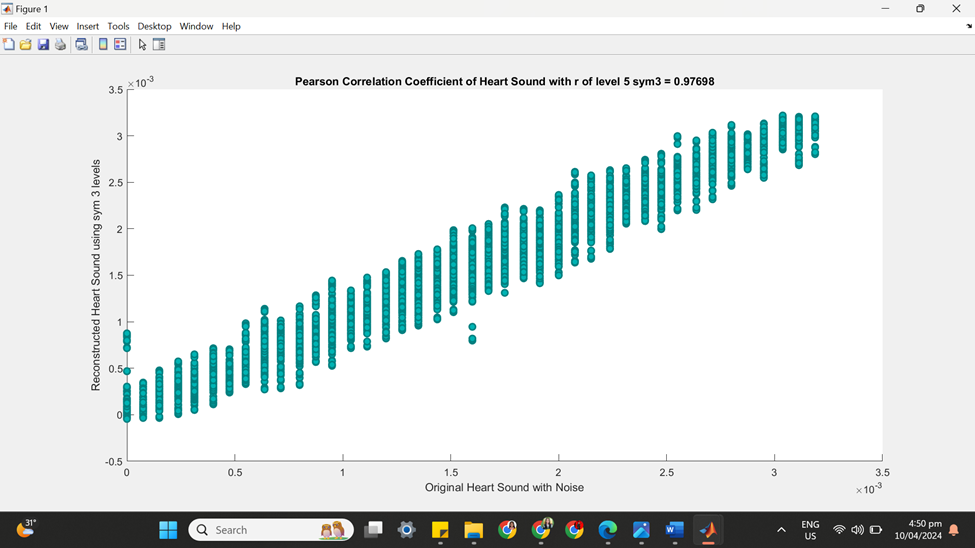 Figure 1
File Edit View Insert Tools Desktop Window Help
Pearson Correlation Coefficient of Heart Sound with r of level 5 sym3 = 0.97698
×10-3
3.5
3
2.5
2
1.5
1
0.5
0
-0.5
Reconstructed Heart Sound using sym 3 levels
0 0.5 1 1.5 2 2.5 3 3.5
Original Heart Sound with Noise
×10-3
31°
Search
ENG
US
4:50 pm
10/04/2024